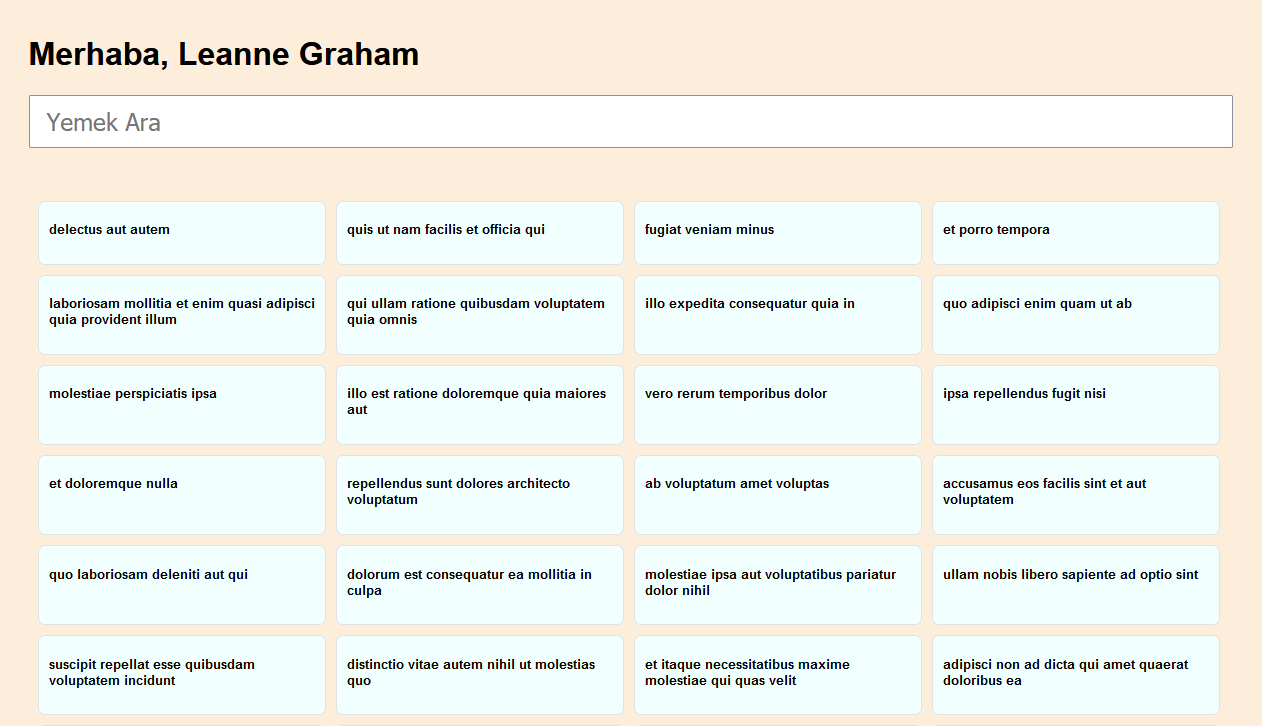 Merhaba, Leanne Graham
Yemek Ara
delectus aut autem
quis ut nam facilis et officia qui
fugiat veniam minus
et porro tempora
laboriosam mollitia et enim quasi adipisci
quia provident illum
qui ullam ratione quibusdam voluptatem
quia omnis
illo expedita consequatur quia in
quo adipisci enim quam ut ab
molestiae perspiciatis ipsa
illo est ratione doloremque quia maiores
aut
vero rerum temporibus dolor
ipsa repellendus fugit nisi
et doloremque nulla
repellendus sunt dolores architecto
voluptatum
ab voluptatum amet voluptas
accusamus eos facilis sint et aut
voluptatem
quo laboriosam deleniti aut qui
dolorum est consequatur ea mollitia in
culpa
molestiae ipsa aut voluptatibus pariatur
dolor nihil
ullam nobis libero sapiente ad optio sint
suscipit repellat esse quibusdam
voluptatem incidunt
distinctio vitae autem nihil ut molestias
quo
et itaque necessitatibus maxime
molestiae qui quas velit
adipisci non ad dicta qui amet quaerat
doloribus ea